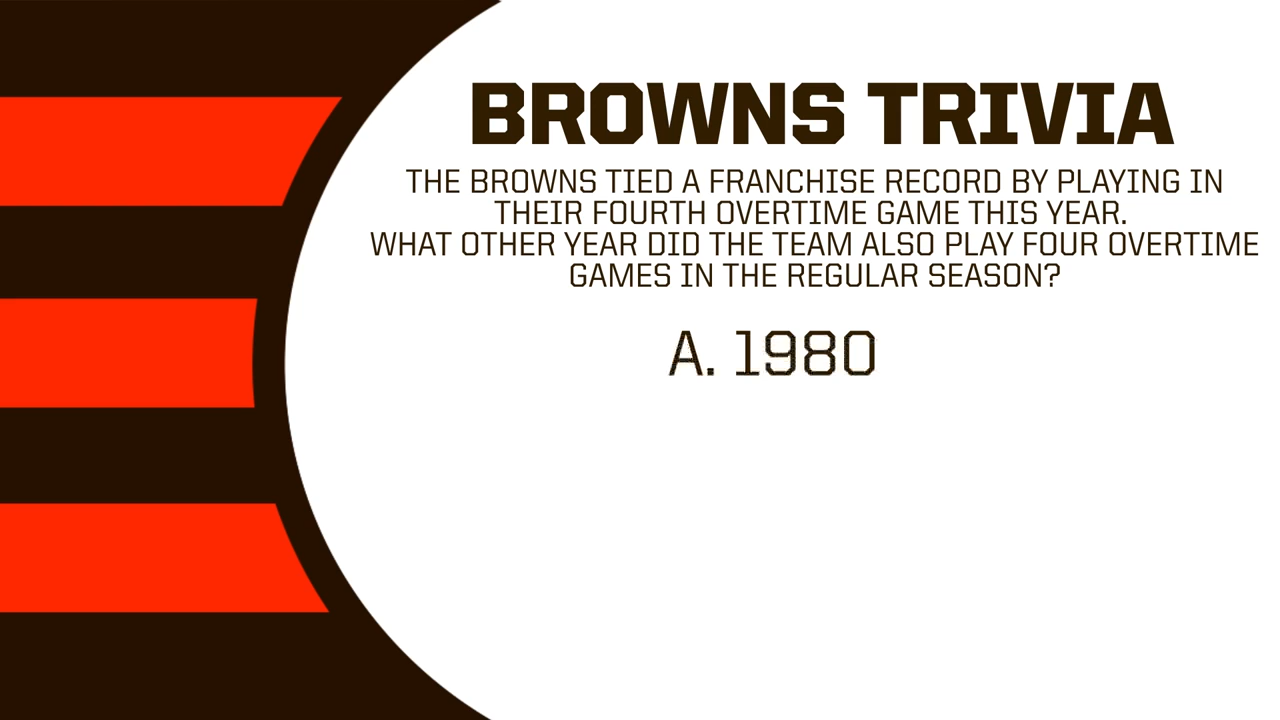 BROWNS TRIVIA
THE BROWNS TIED A FRANCHISE RECORD BY PLAYING IN
THEIR FOURTH OVERTIME GAME THIS YEAR.
WHAT OTHER YEAR DID THE TEAM ALSO PLAY FOUR OVERTIME
GAMES IN THE REGULAR SEASON?
A. 1980